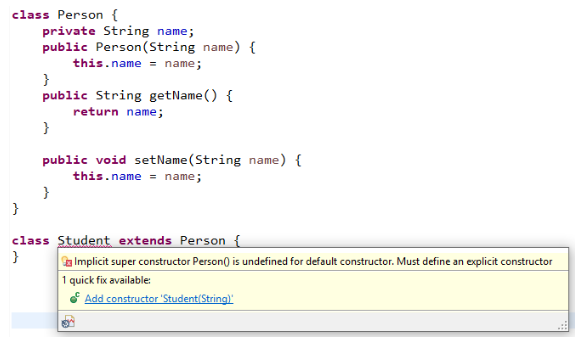 class Person {
    private String name;
    public Person(String name) {
        this.name = name;
    }
    public String getName() {
        return name;
    }

    public void setName(String name) {
        this.name = name;
    }
}

class Student extends Person {
}
Implicit super constructor Person() is undefined for default constructor. Must define an explicit constructor
1 quick fix available:
Add constructor 'Student(String)'